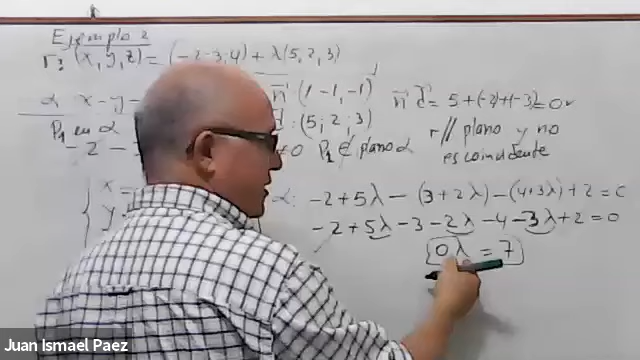 Ejemplo 2
r: (x, y, z) = (-2-3,4) + λ(5, 2, 3)
α x - y -
n⃗ (1-1,-1)
n⃗ d⃗ = 5+(-2)+(-3)=0
P₁ en α
d : (5; 2; 3)
r// plano y no
- 2 -
≠0 P₁ ∉ plano α
es coincidente
x =
α: -2+5λ - (3+2λ) -(4+3λ)+2 = 0
y
-2 + 5λ - 3 - 2λ - 4 - 3λ + 2 = 0
0λ = 7
Juan Ismael Paez